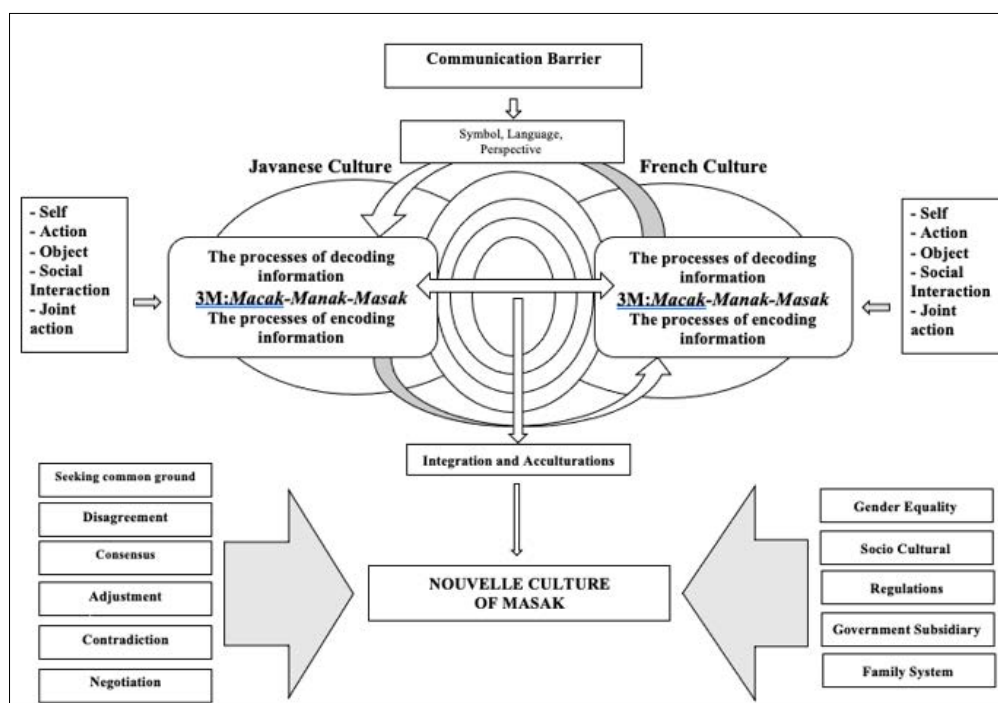 Communication Barrier
Symbol, Language,
Perspective
Javanese Culture
French Culture
- Self
- Action
- Object
- Social
Interaction
- Joint
action
The processes of decoding
information
3M:Macak-Manak-Masak
The processes of encoding
information
The processes of decoding
information
3M:Macak-Manak-Masak
The processes of encoding
information
- Self
- Action
- Object
- Social
Interaction
- Joint
action
Integration and Acculturations
Seeking common ground
Disagreement
Consensus
Adjustment
Contradiction
Negotiation
NOUVELLE CULTURE
OF MASAK
Gender Equality
Socio Cultural
Regulations
Government Subsidiary
Family System